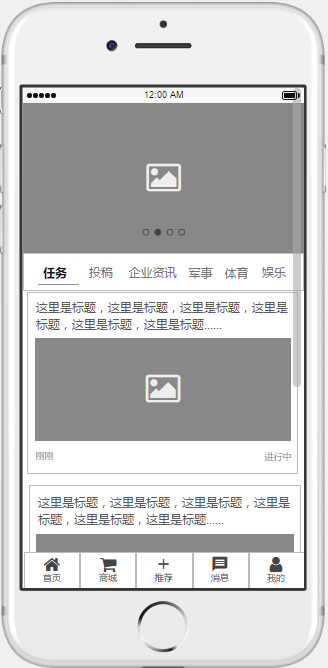 12:00 AM
任务 投稿 企业资讯 军事 体育 娱乐
这里是标题，这里是标题，这里是标题，这里是
标题，这里是标题，这里是标题......
刚刚 进行中
这里是标题，这里是标题，这里是标题，这里是
标题，这里是标题，这里是标题......
首页 商城 推荐 消息 我的